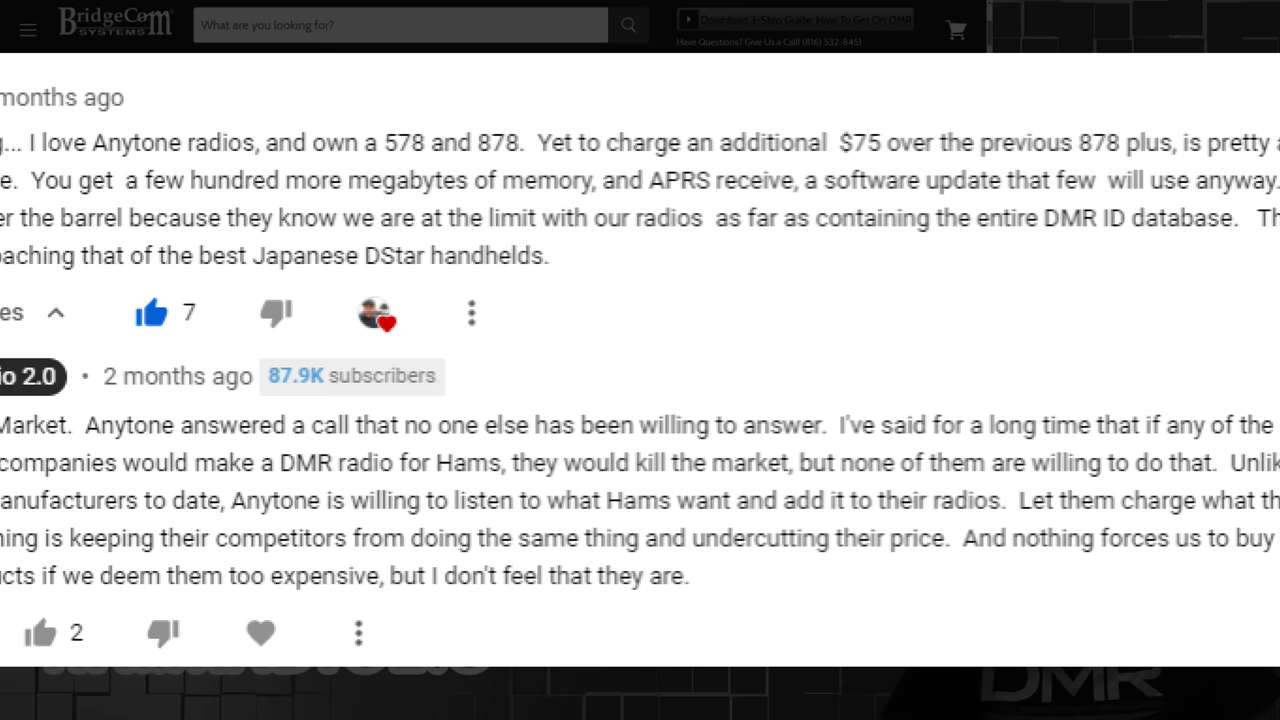 BridgeCom
SYSTEMS
What are you looking for?
Download 3-Step Guide: How To Get On DMR
Have Questions? Give Us a Call! (816) 532-8451
months ago
... I love Anytone radios, and own a 578 and 878. Yet to charge an additional $75 over the previous 878 plus, is pretty
e. You get a few hundred more megabytes of memory, and APRS receive, a software update that few will use anyway.
er the barrel because they know we are at the limit with our radios as far as containing the entire DMR ID database. Th
oaching that of the best Japanese DStar handhelds.
es 7
io 2.0 • 2 months ago 87.9K subscribers
Market. Anytone answered a call that no one else has been willing to answer. I've said for a long time that if any of the
companies would make a DMR radio for Hams, they would kill the market, but none of them are willing to do that. Unlik
anufacturers to date, Anytone is willing to listen to what Hams want and add it to their radios. Let them charge what th
ning is keeping their competitors from doing the same thing and undercutting their price. And nothing forces us to buy
ucts if we deem them too expensive, but I don't feel that they are.
2
DMR